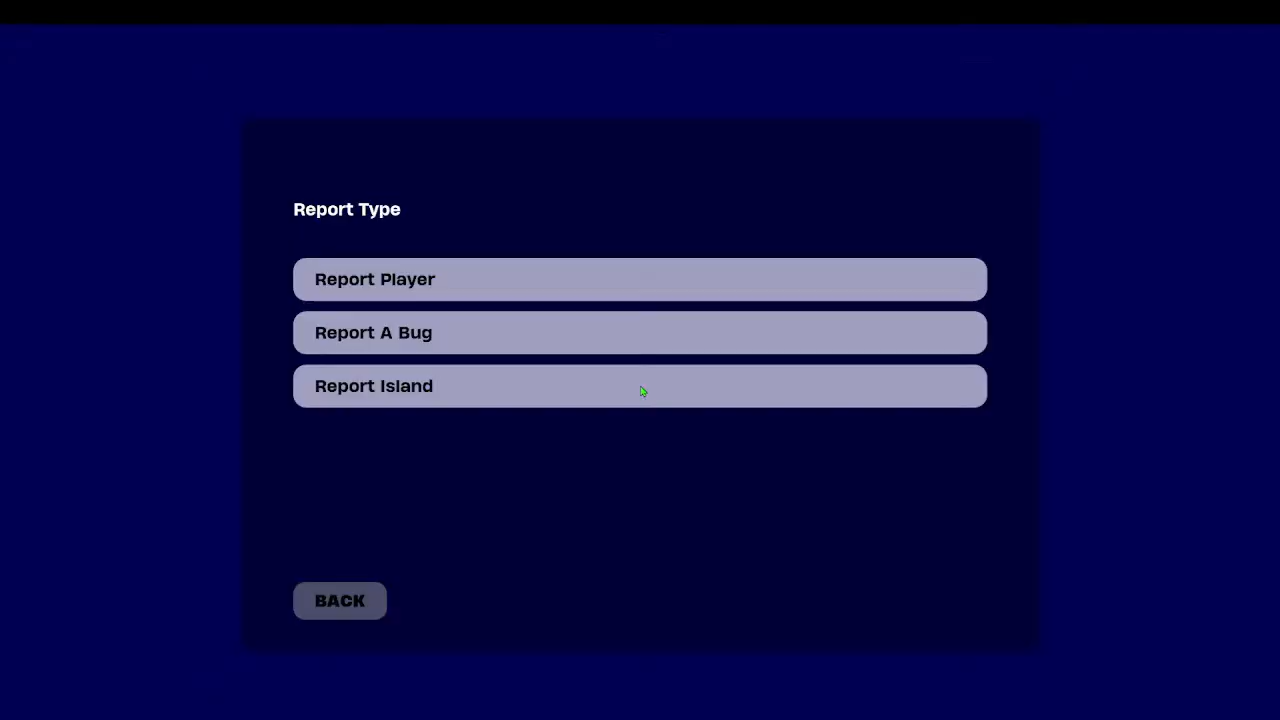 Report Type
Report Player
Report A Bug
Report Island
BACK